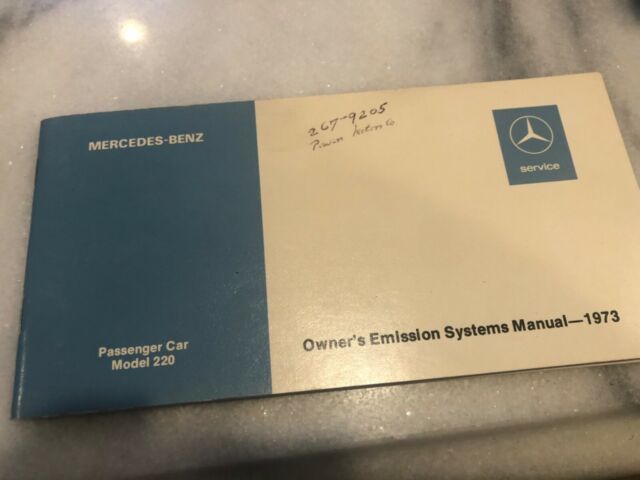 MERCEDES-BENZ
267-9205
service
Passenger Car
Model 220
Owner's Emission Systems Manual—1973